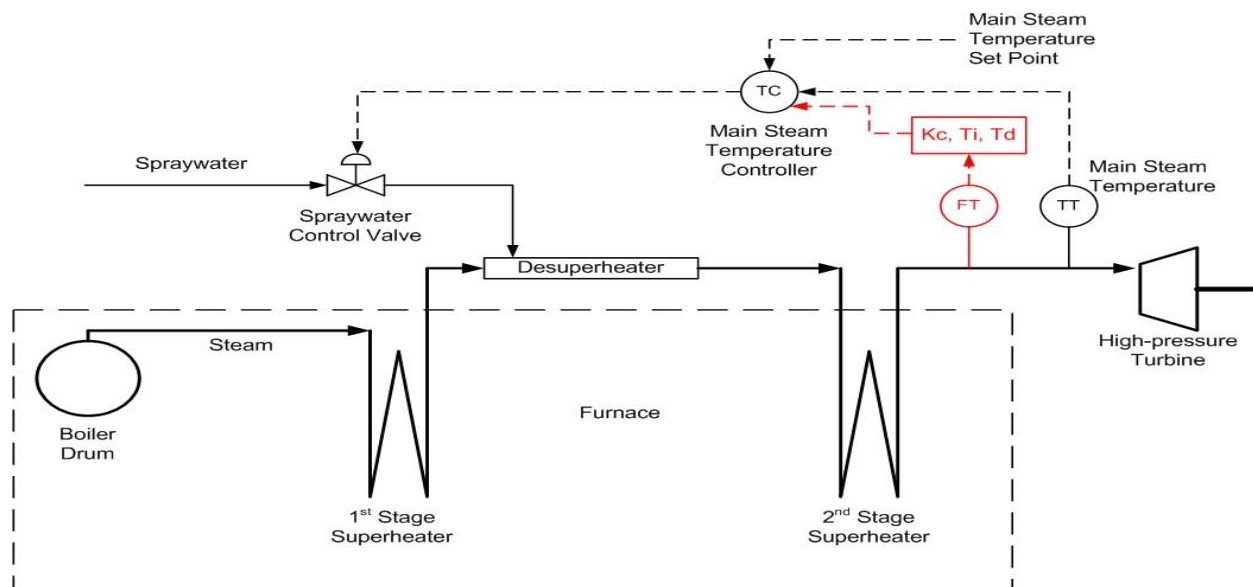 Main Steam
Temperature
Set Point
TC
Main Steam
Temperature
Controller
Kc, Ti, Td
Main Steam
Temperature
FT
TT
Spraywater
Spraywater
Control Valve
Desuperheater
High-pressure
Turbine
Steam
Boiler
Drum
Furnace
1st Stage
Superheater
2nd Stage
Superheater